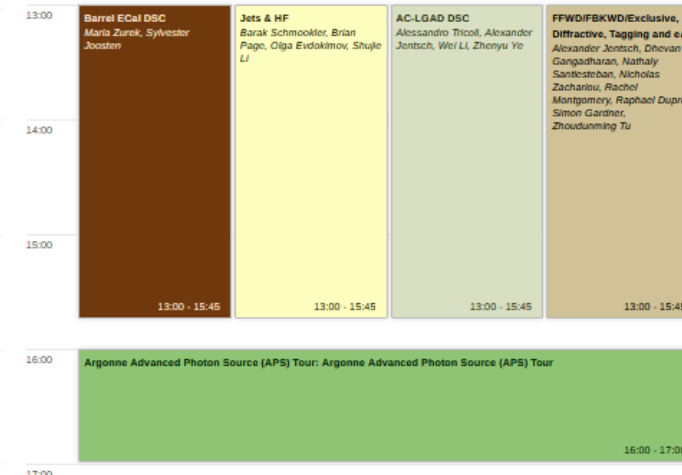 13:00
Barrel ECal DSC
Maria Zurek, Sylvester
Joosten
13:00 - 15:45
Jets & HF
Barak Schmookler, Brian
Page, Olga Evdokimov, Shujie
Li
13:00 - 15:45
AC-LGAD DSC
Alessandro Tricoli, Alexander
Jentsch, Wei Li, Zhenyu Ye
13:00 - 15:45
FFWD/FBKWD/Exclusive,
Diffractive, Tagging and
Alexander Jentsch, Dhevan
Gangadharan, Nathaly
Santiesteban, Nicholas
Zachariou, Rachel
Montgomery, Raphael
Simon Gardner,
Zhoudunming Tu
13:00 - 15:45
14:00
15:00
16:00
Argonne Advanced Photon Source (APS) Tour: Argonne Advanced Photon Source (APS) Tour
16:00 - 17:00
17:00